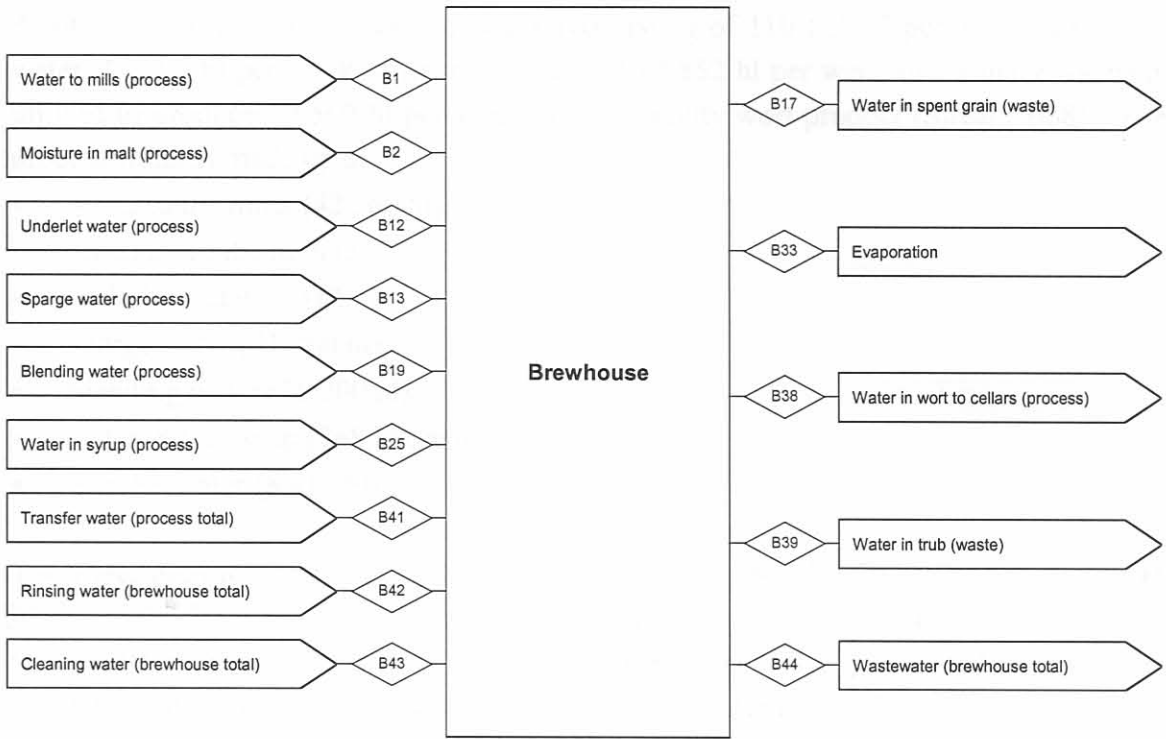 Water to mills (process)
B1
Moisture in malt (process)
B2
Underlet water (process)
B12
Sparge water (process)
B13
Blending water (process)
B19
Water in syrup (process)
B25
Transfer water (process total)
B41
Rinsing water (brewhouse total)
B42
Cleaning water (brewhouse total)
B43
Brewhouse
B17
Water in spent grain (waste)
B33
Evaporation
B38
Water in wort to cellars (process)
B39
Water in trub (waste)
B44
Wastewater (brewhouse total)